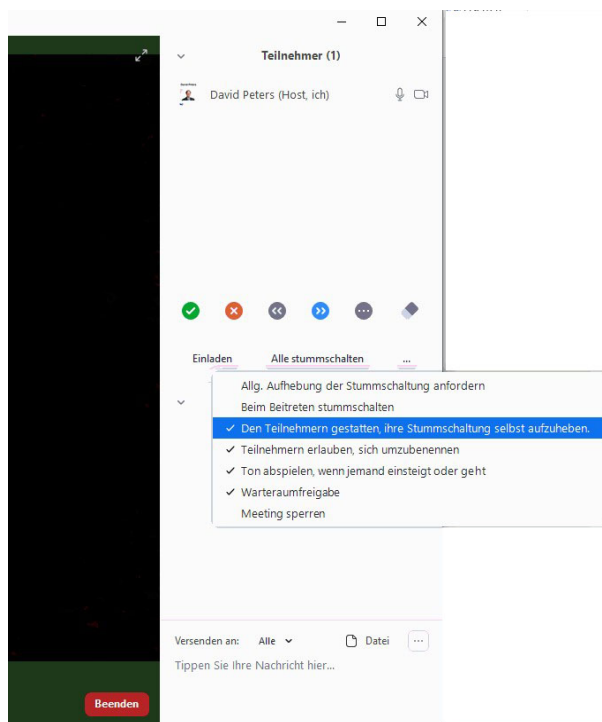 Teilnehmer (1)
David Peters (Host, ich)
Einladen
Alle stummschalten
...
Allg. Aufhebung der Stummschaltung anfordern
Beim Beitreten stummschalten
Den Teilnehmern gestatten, ihre Stummschaltung selbst aufzuheben.
Teilnehmern erlauben, sich umzubenennen
Ton abspielen, wenn jemand einsteigt oder geht
Warteraumfreigabe
Meeting sperren
Versenden an: Alle
Datei
...
Tippen Sie Ihre Nachricht hier...
Beenden